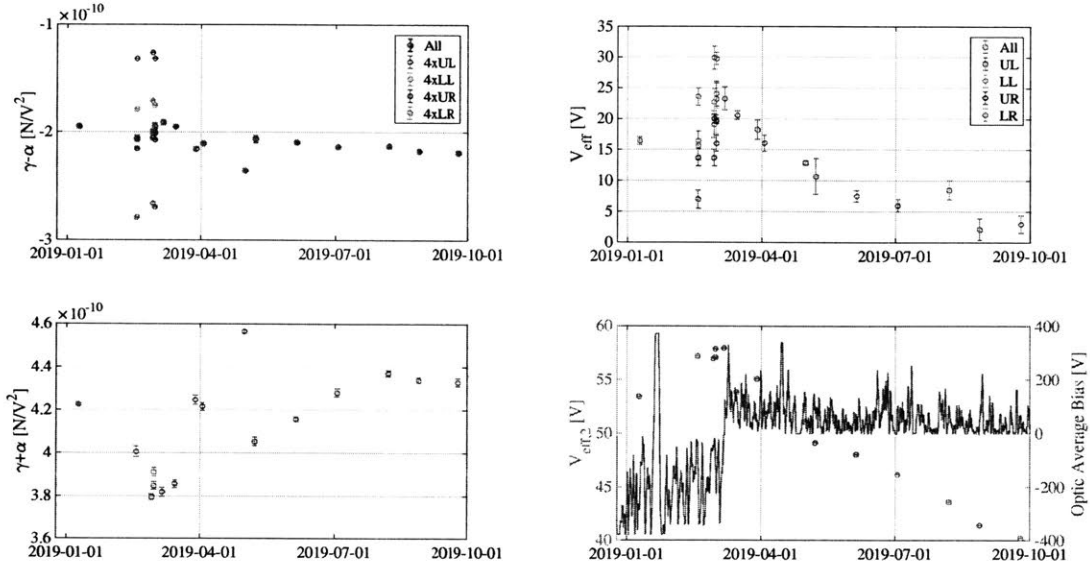 ×10⁻¹⁰
-1
-2
-3
γ-α [N/V²]
All
4xUL
4xLL
4xUR
4xLR
2019-01-01 2019-04-01 2019-07-01 2019-10-01
35
30
25
20
15
10
5
0
V_eff [V]
All
UL
LL
UR
LR
2019-01-01 2019-04-01 2019-07-01 2019-10-01
×10⁻¹⁰
4.6
4.4
4.2
4
3.8
3.6
γ+α [N/V²]
2019-01-01 2019-04-01 2019-07-01 2019-10-01
60
55
50
45
40
V_eff,2 [V]
400
200
0
-200
-400
Optic Average Bias [V]
2019-01-01 2019-04-01 2019-07-01 2019-10-01